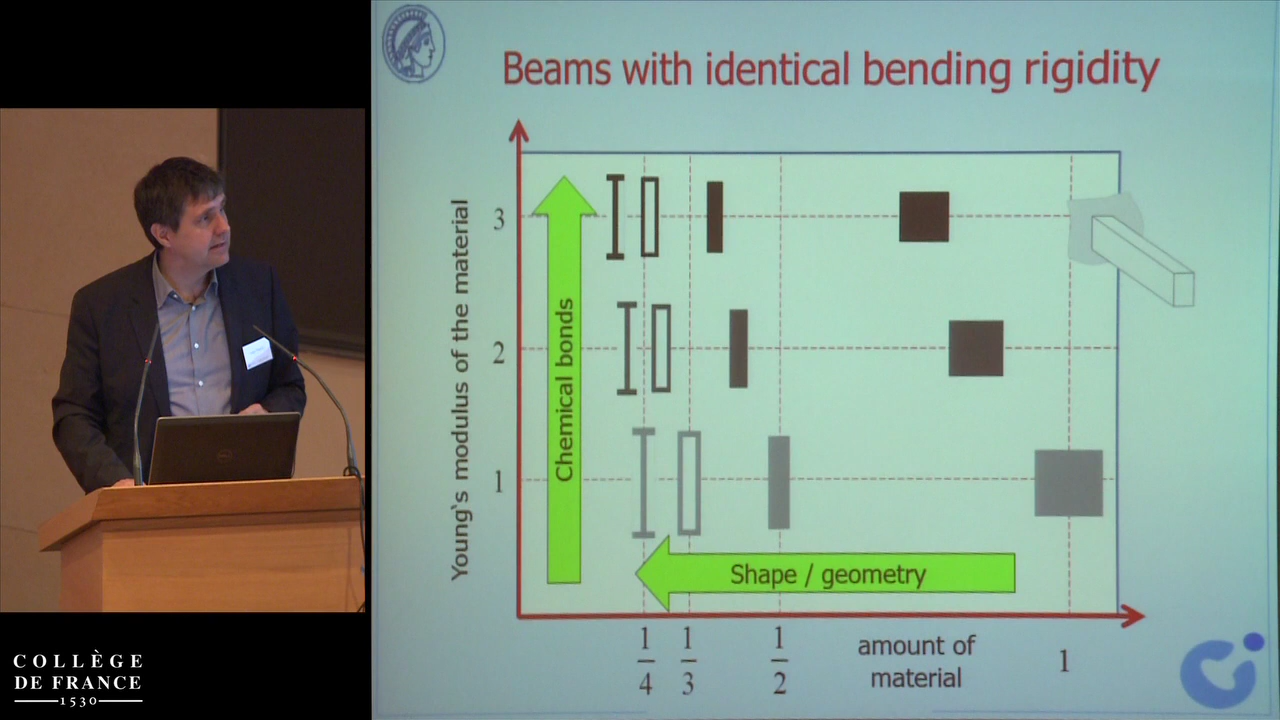 Beams with identical bending rigidity
Young's modulus of the material
3
2
1
Chemical bonds
Shape / geometry
1/4
1/3
1/2
amount of
material
1
COLLÈGE
DE FRANCE
1530
DELL